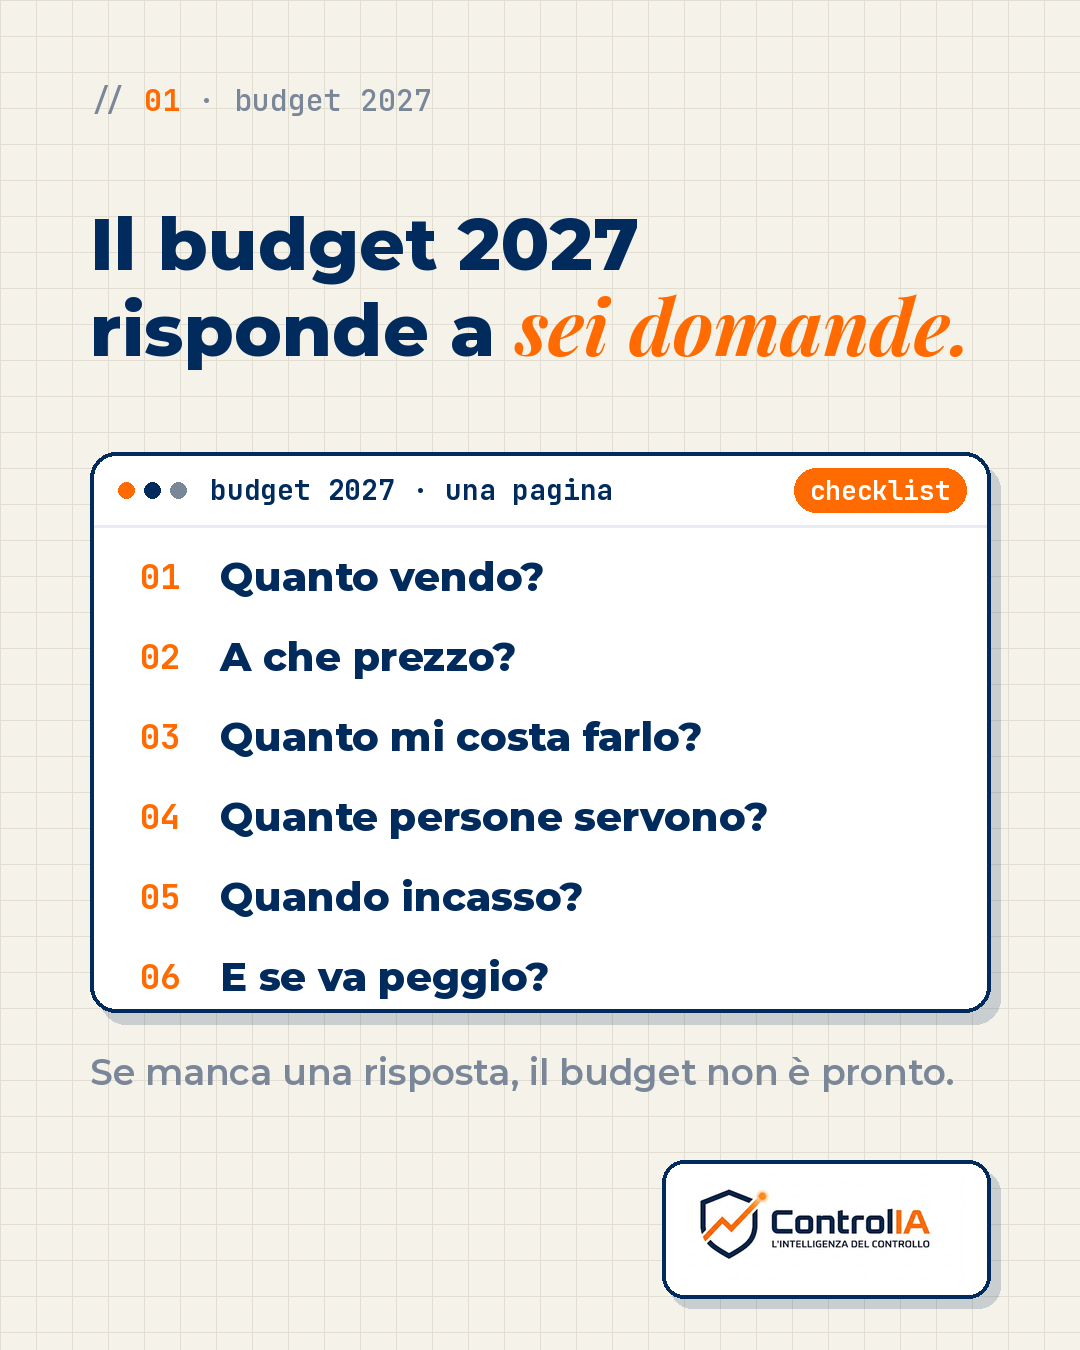 // 01 · budget 2027
Il budget 2027
risponde a sei domande.
budget 2027 · una pagina
checklist
01 Quanto vendo?
02 A che prezzo?
03 Quanto mi costa farlo?
04 Quante persone servono?
05 Quando incasso?
06 E se va peggio?
Se manca una risposta, il budget non è pronto.
ControlIA
L'INTELLIGENZA DEL CONTROLLO